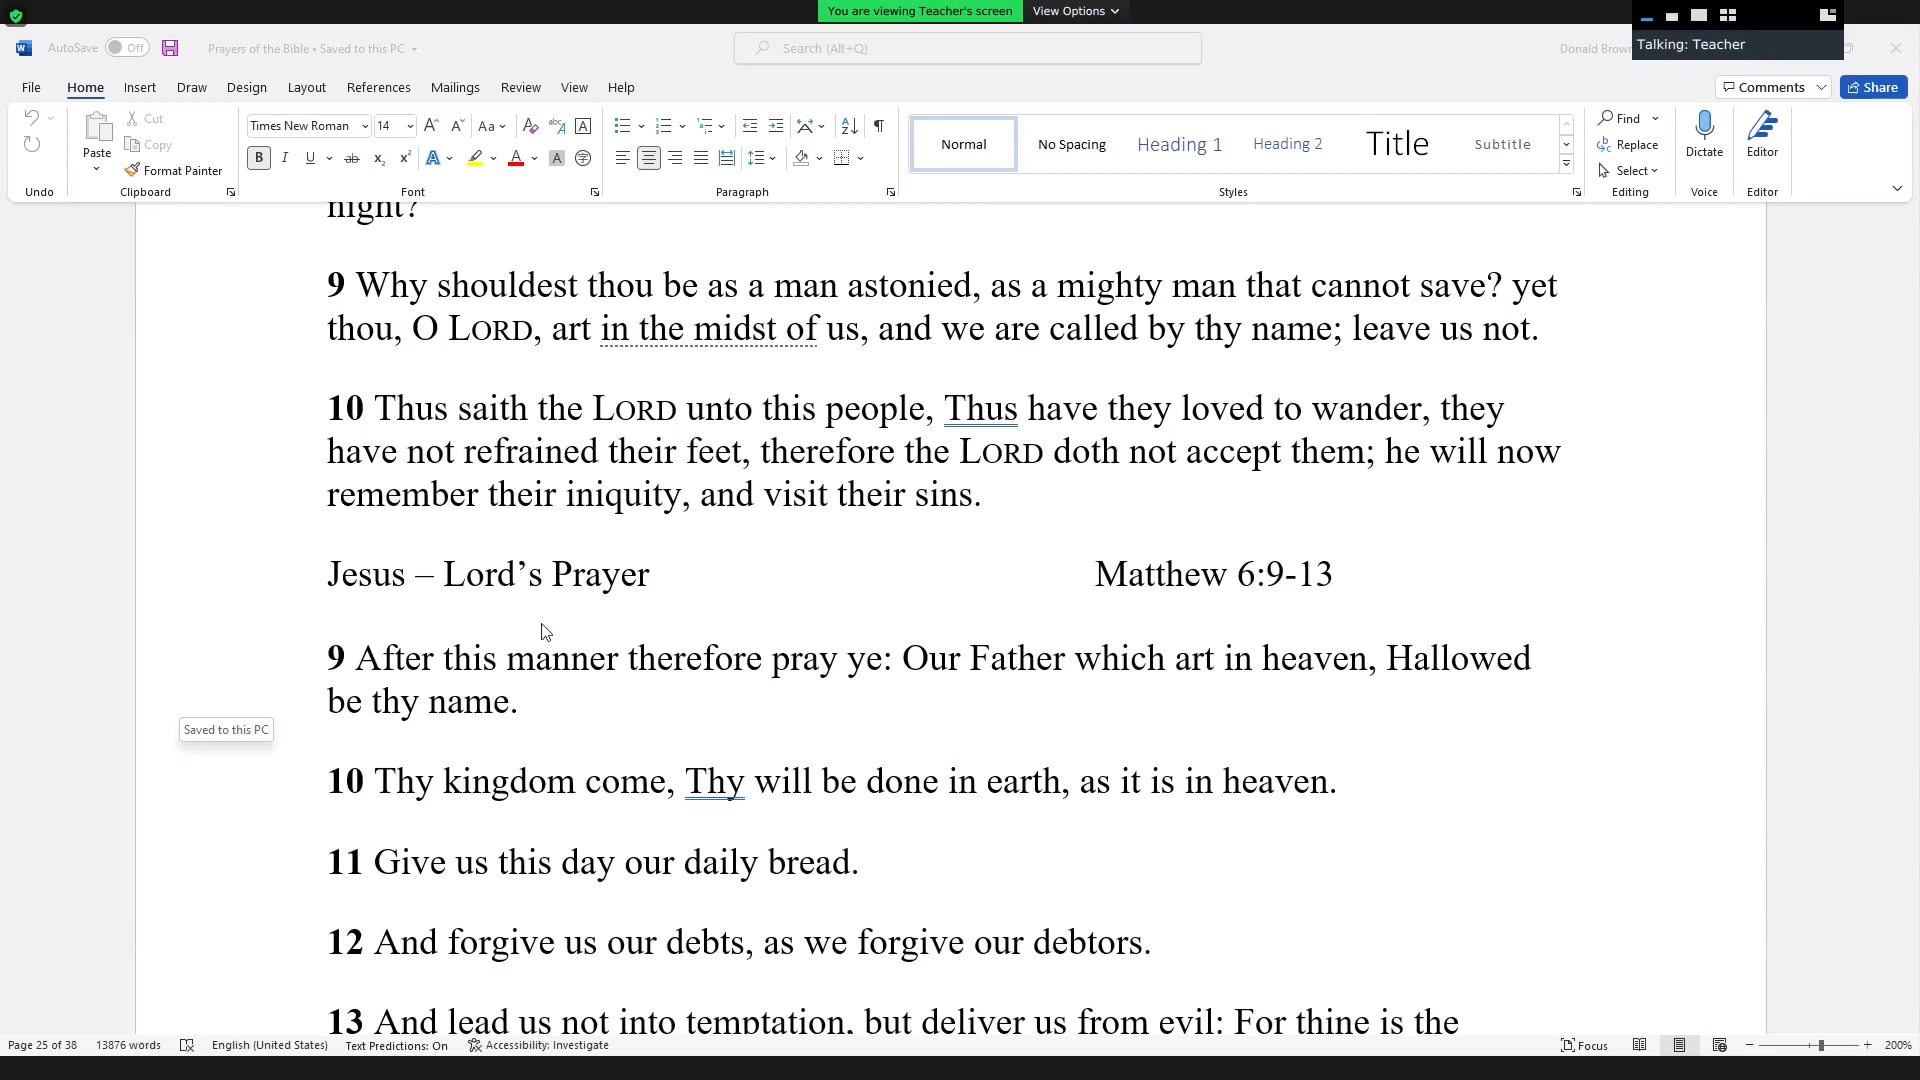 You are viewing Teacher's screen View Options
Talking: Teacher
AutoSave Off Prayers of the Bible • Saved to this PC Search (Alt+Q) Donald Brown
File Home Insert Draw Design Layout References Mailings Review View Help Comments Share
Paste Cut Copy Format Painter
Times New Roman 14
Normal No Spacing Heading 1 Heading 2 Title Subtitle
Find Replace Select Dictate Editor
Undo Clipboard Font Paragraph Styles Editing Voice Editor
night?
9 Why shouldest thou be as a man astonied, as a mighty man that cannot save? yet
thou, O LORD, art in the midst of us, and we are called by thy name; leave us not.
10 Thus saith the LORD unto this people, Thus have they loved to wander, they
have not refrained their feet, therefore the LORD doth not accept them; he will now
remember their iniquity, and visit their sins.
Jesus – Lord’s Prayer Matthew 6:9-13
9 After this manner therefore pray ye: Our Father which art in heaven, Hallowed
be thy name.
Saved to this PC
10 Thy kingdom come, Thy will be done in earth, as it is in heaven.
11 Give us this day our daily bread.
12 And forgive us our debts, as we forgive our debtors.
13 And lead us not into temptation, but deliver us from evil: For thine is the
Page 25 of 38 13876 words English (United States) Text Predictions: On Accessibility: Investigate Focus 200%